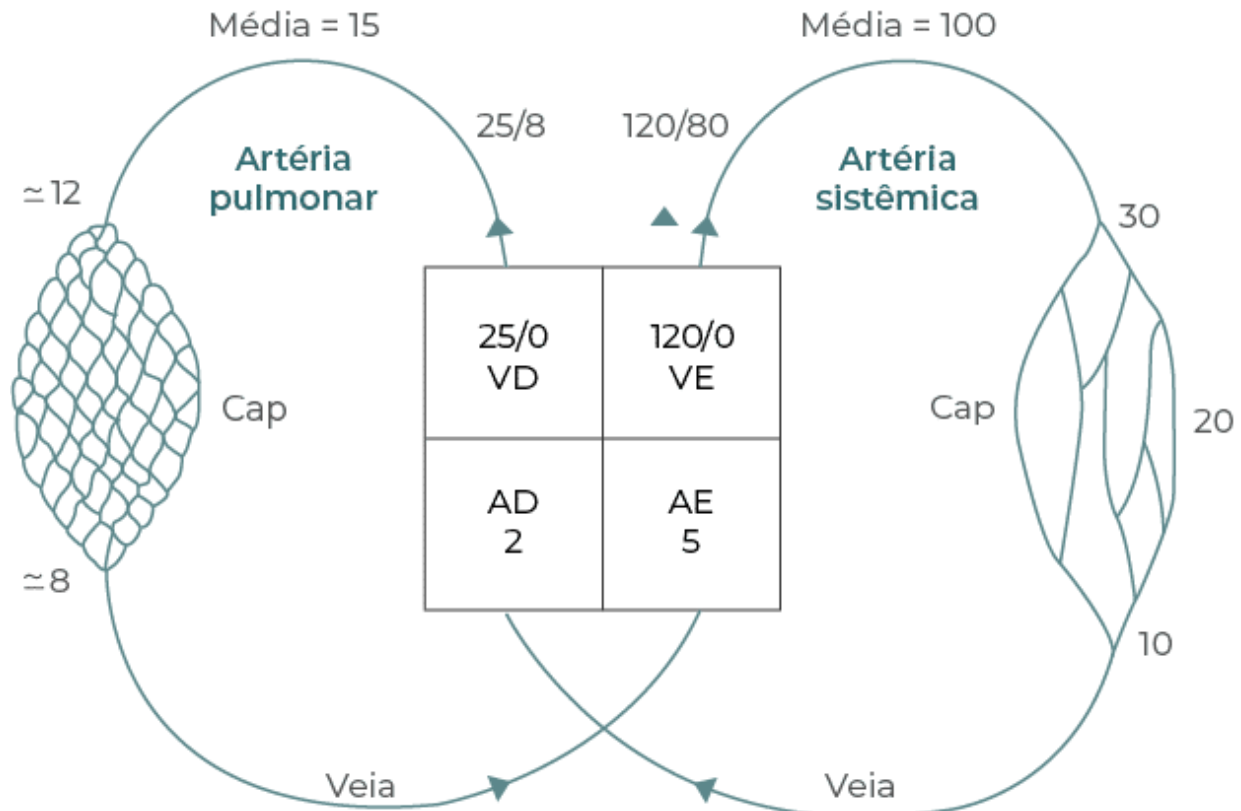 Média = 15
Média = 100
25/8
120/80
Artéria
pulmonar
Artéria
sistêmica
≃12
30
25/0
VD
120/0
VE
Cap
Cap
20
AD
2
AE
5
≃8
10
Veia
Veia